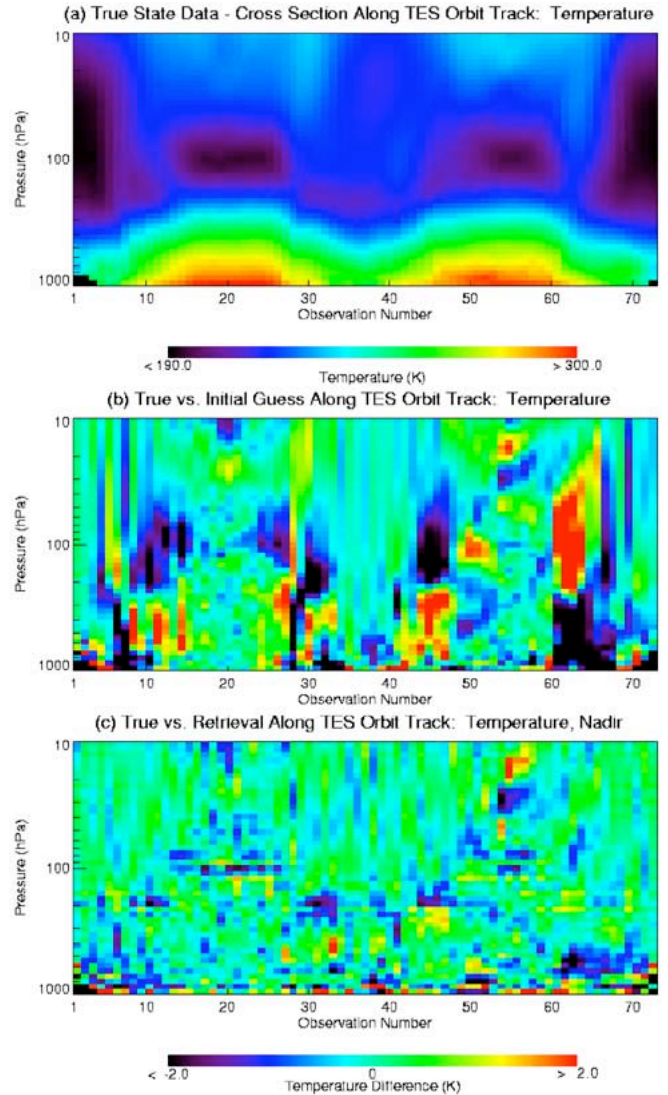 (a) True State Data - Cross Section Along TES Orbit Track: Temperature
10
100
1000
Pressure (hPa)
1 10 20 30 40 50 60 70
Observation Number
< 190.0 > 300.0
Temperature (K)
(b) True vs. Initial Guess Along TES Orbit Track: Temperature
10
100
1000
Pressure (hPa)
1 10 20 30 40 50 60 70
Observation Number
(c) True vs. Retrieval Along TES Orbit Track: Temperature, Nadir
10
100
1000
Pressure (hPa)
1 10 20 30 40 50 60 70
Observation Number
< -2.0 0 > 2.0
Temperature Difference (K)